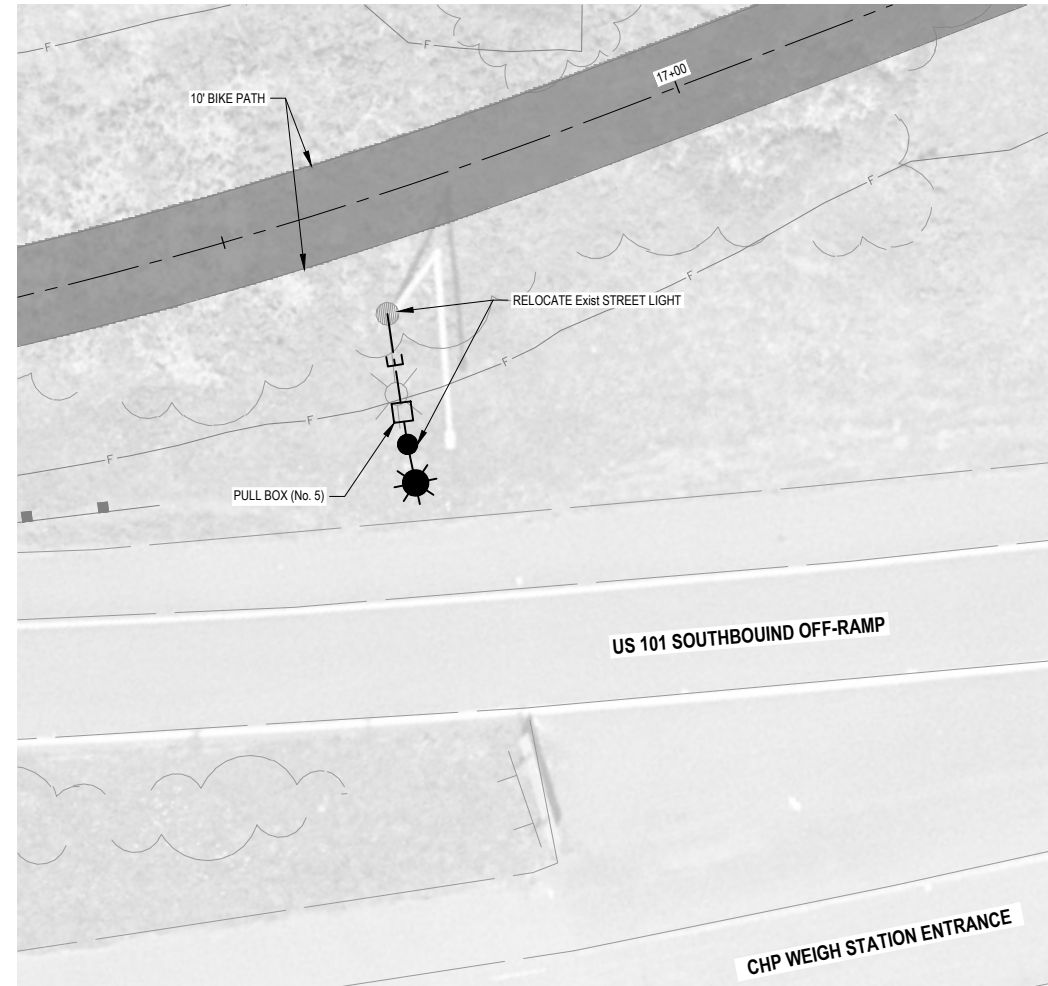 F
F
17+00
10' BIKE PATH
F
F
RELOCATE Exist STREET LIGHT
E
F
F
F
PULL BOX (No. 5)
US 101 SOUTHBOUIND OFF-RAMP
CHP WEIGH STATION ENTRANCE